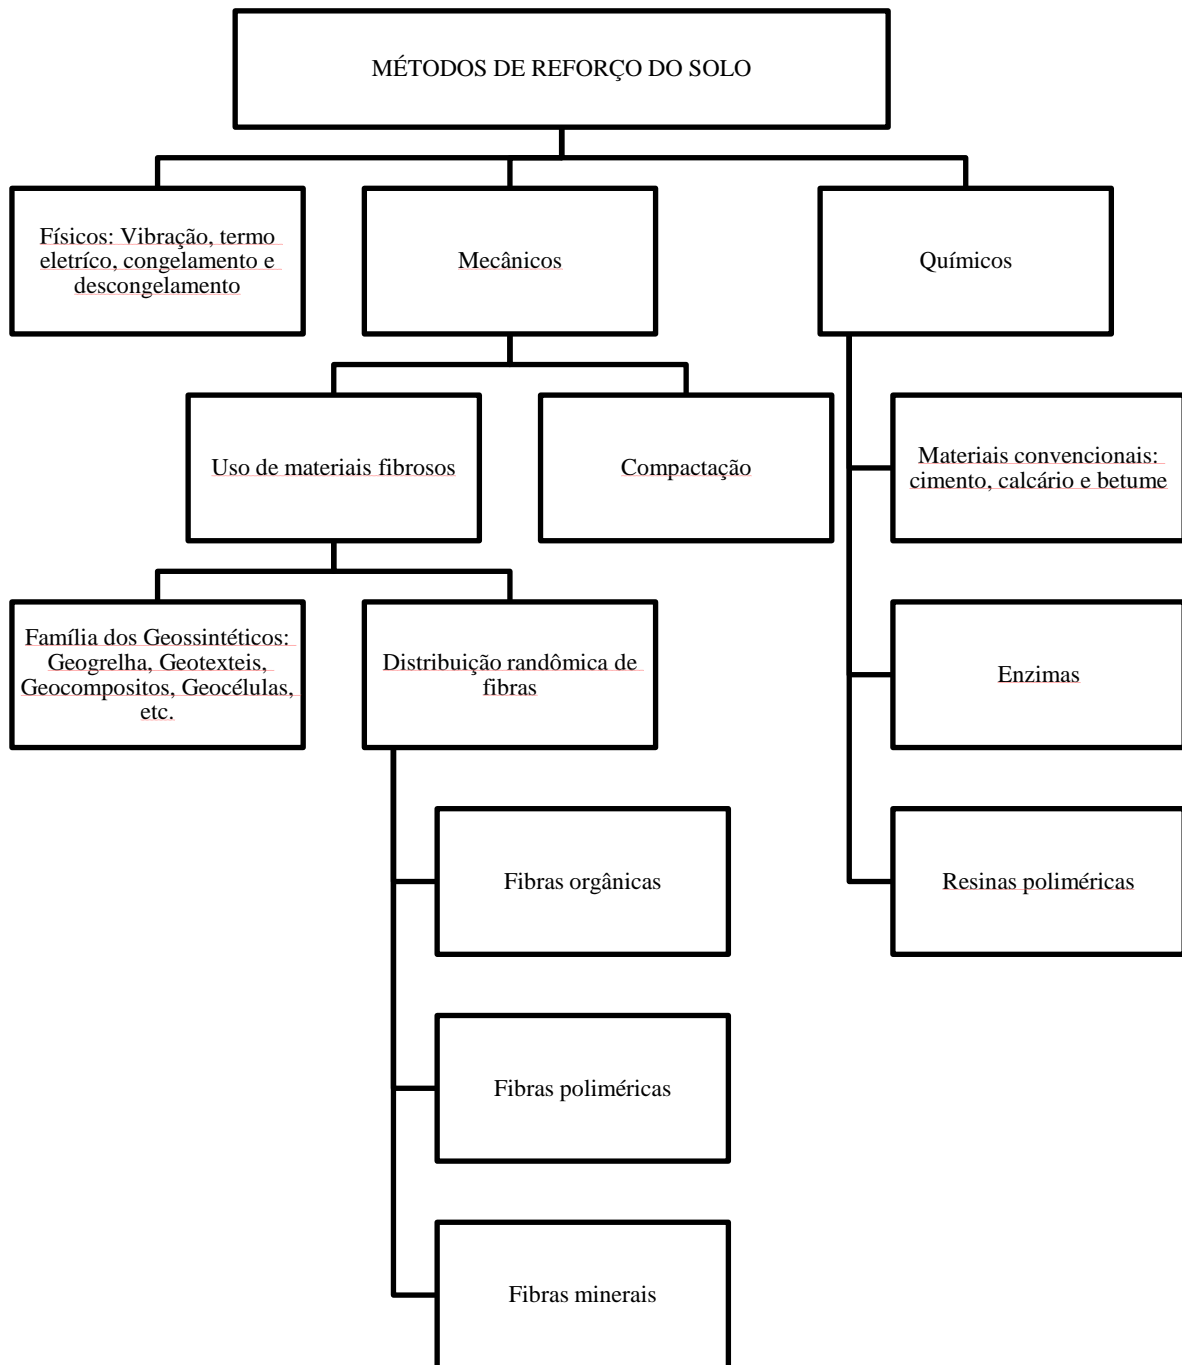 MÉTODOS DE REFORÇO DO SOLO
Físicos: Vibração, termo
eletríco, congelamento e
descongelamento
Mecânicos
Químicos
Uso de materiais fibrosos
Compactação
Materiais convencionais:
cimento, calcário e betume
Família dos Geossintéticos:
Geogrelha, Geotexteis,
Geocompositos, Geocélulas,
etc.
Distribuição randômica de
fibras
Enzimas
Fibras orgânicas
Resinas poliméricas
Fibras poliméricas
Fibras minerais